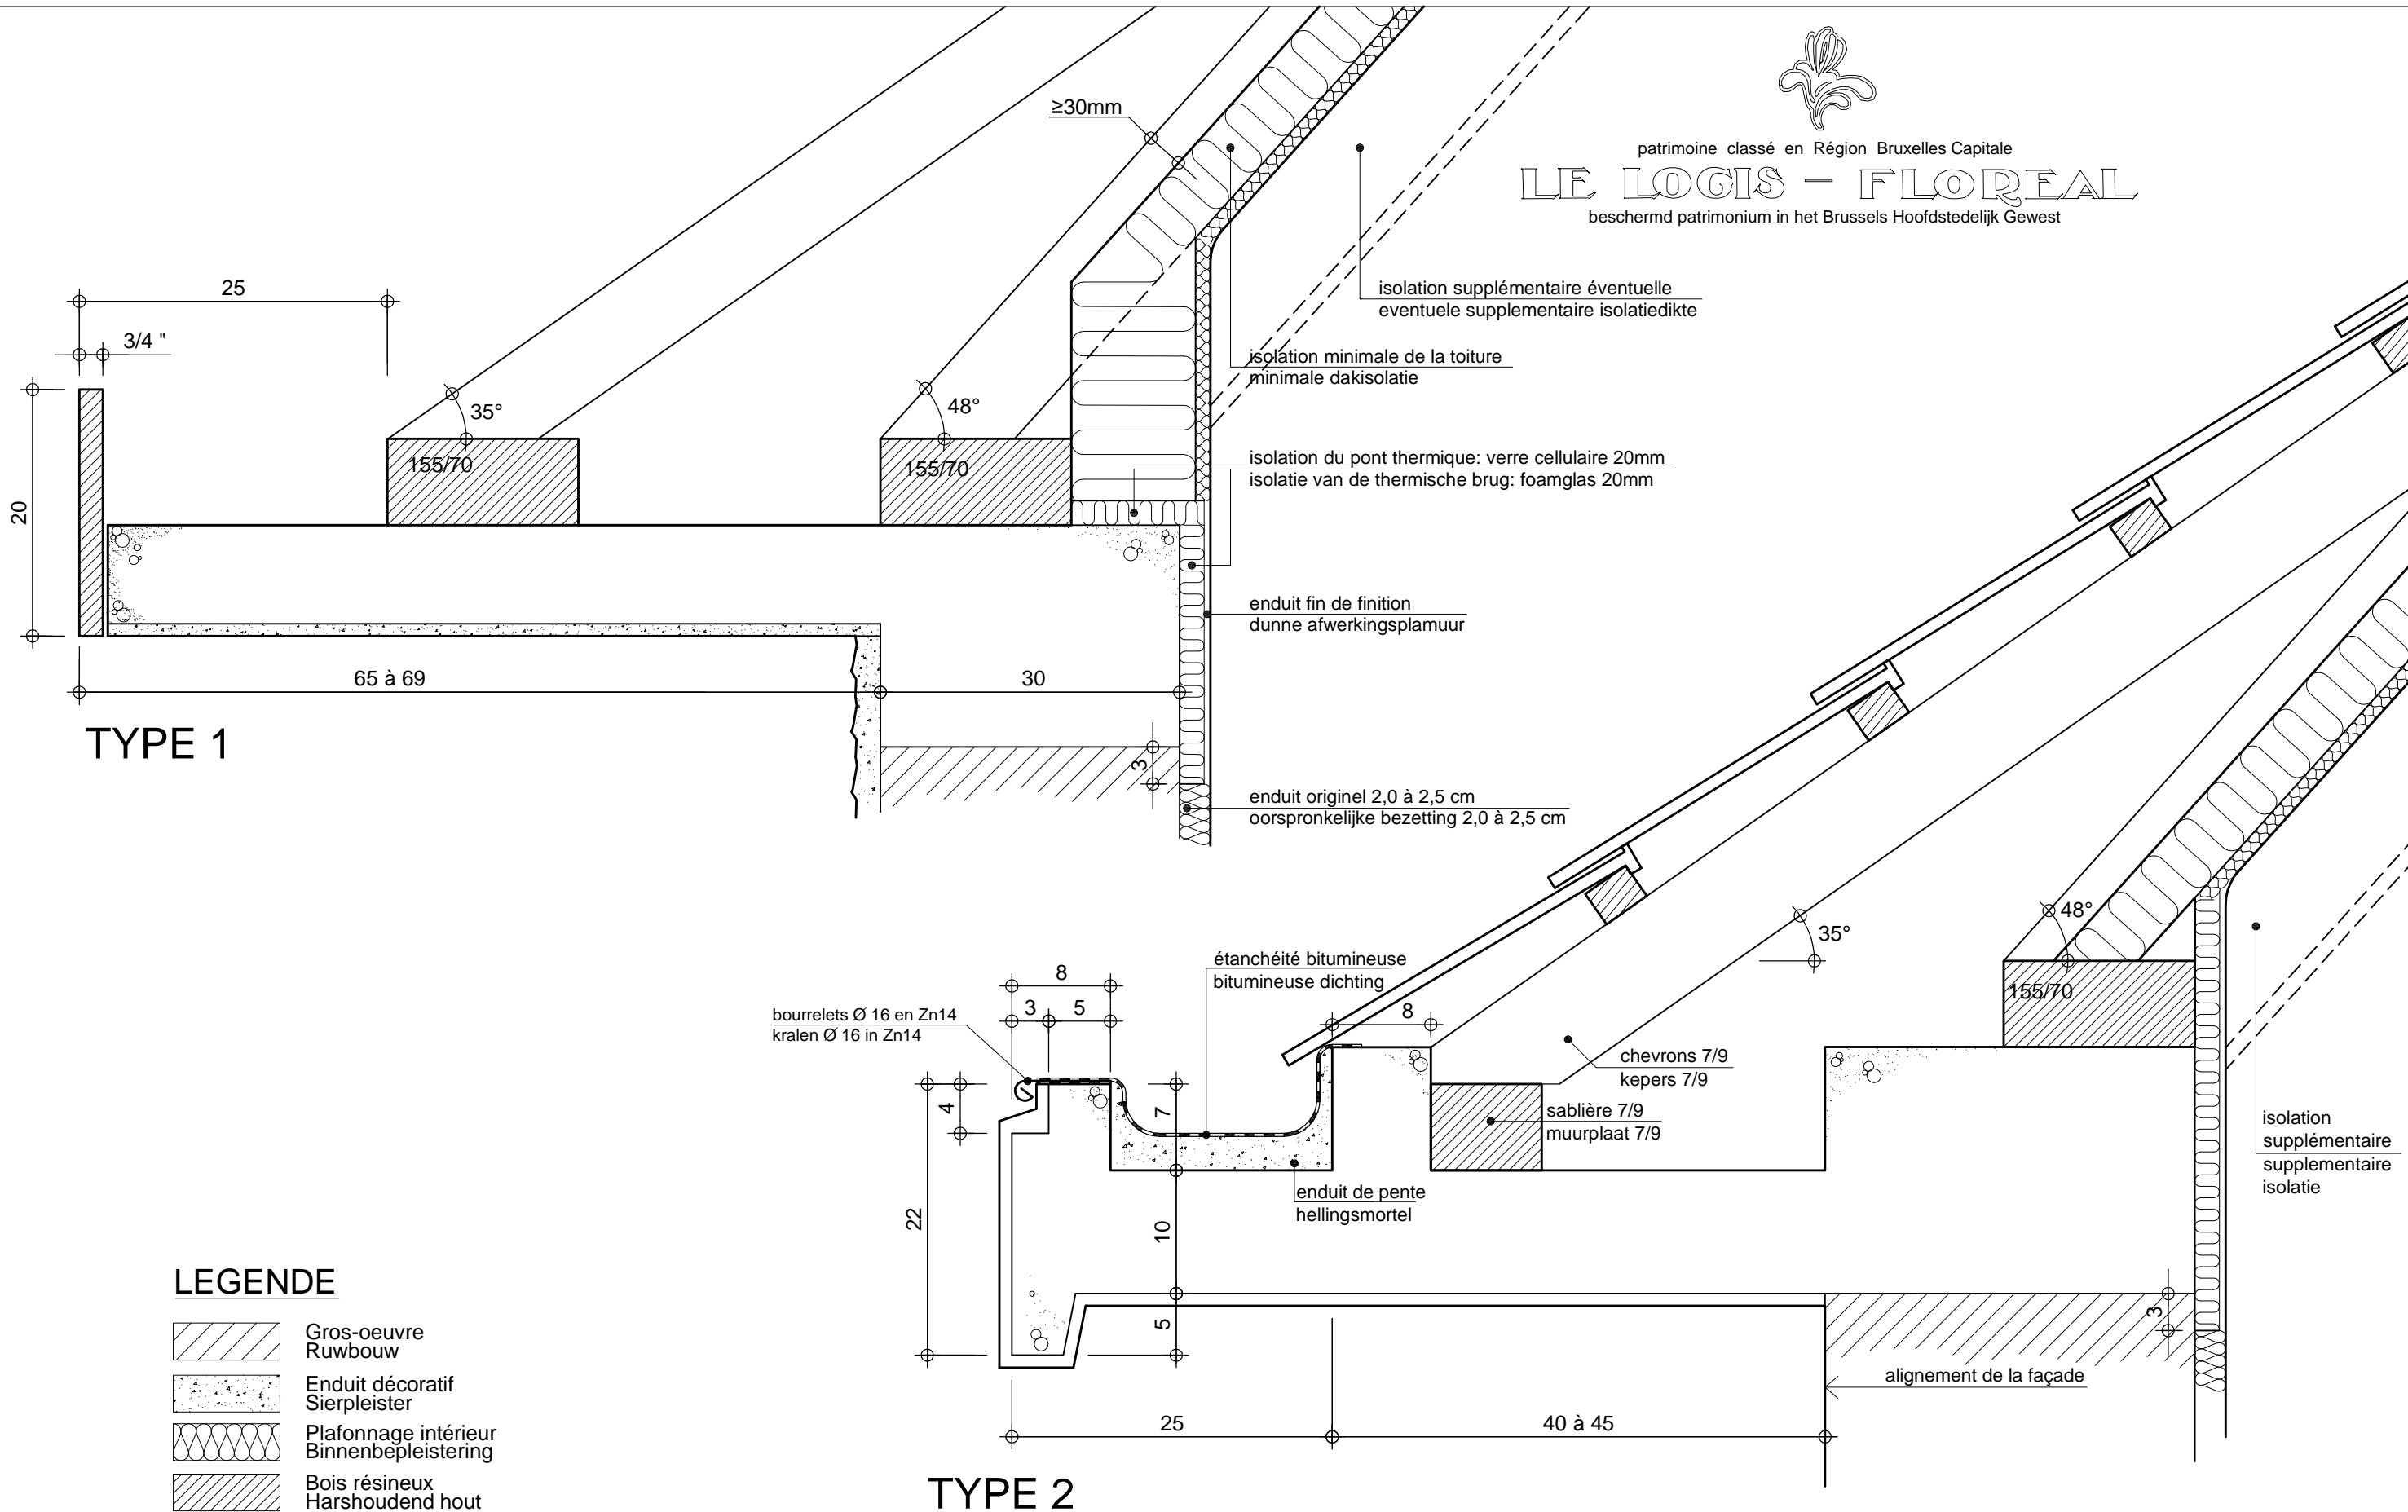 patrimoine classé en Région Bruxelles Capitale
LE LOGIS - FLOREAL
beschermd patrimonium in het Brussels Hoofdstedelijk Gewest
≥30mm
25
3/4 "
20
35°
48°
155/70
155/70
65 à 69
30
3
isolation supplémentaire éventuelle
eventuele supplementaire isolatiedikte
isolation minimale de la toiture
minimale dakisolatie
isolation du pont thermique: verre cellulaire 20mm
isolatie van de thermische brug: foamglas 20mm
enduit fin de finition
dunne afwerkingsplamuur
enduit originel 2,0 à 2,5 cm
oorspronkelijke bezetting 2,0 à 2,5 cm
TYPE 1
bourrelets Ø 16 en Zn14
kralen Ø 16 in Zn14
8
3
5
étanchéité bitumineuse
bitumineuse dichting
8
35°
48°
155/70
chevrons 7/9
kepers 7/9
sablière 7/9
muurplaat 7/9
enduit de pente
hellingsmortel
4
7
22
10
5
3
isolation
supplémentaire
supplementaire
isolatie
alignement de la façade
25
40 à 45
TYPE 2
LEGENDE
Gros-oeuvre
Ruwbouw
Enduit décoratif
Sierpleister
Plafonnage intérieur
Binnenbepleistering
Bois résineux
Harshoudend hout